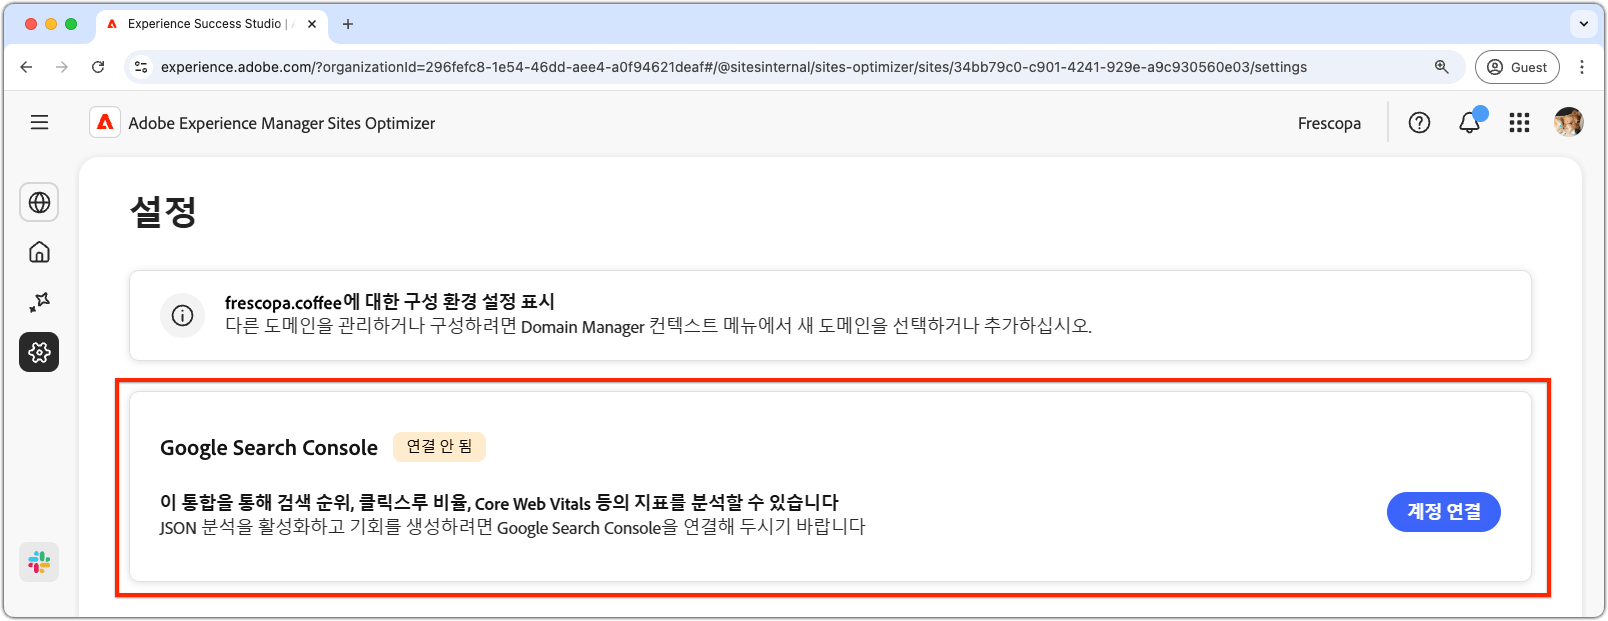 Experience Success Studio | A
experience.adobe.com/?organizationId=296fefc8-1e54-46dd-aee4-a0f94621deaf#/@sitesinternal/sites-optimizer/sites/34bb79c0-c901-4241-929e-a9c930560e03/settings
Guest
Adobe Experience Manager Sites Optimizer
Frescopa
설정
frescopa.coffee에 대한 구성 환경 설정 표시
다른 도메인을 관리하거나 구성하려면 Domain Manager 컨텍스트 메뉴에서 새 도메인을 선택하거나 추가하십시오.
Google Search Console 연결 안 됨
이 통합을 통해 검색 순위, 클릭스루 비율, Core Web Vitals 등의 지표를 분석할 수 있습니다
JSON 분석을 활성화하고 기회를 생성하려면 Google Search Console을 연결해 두시기 바랍니다
계정 연결